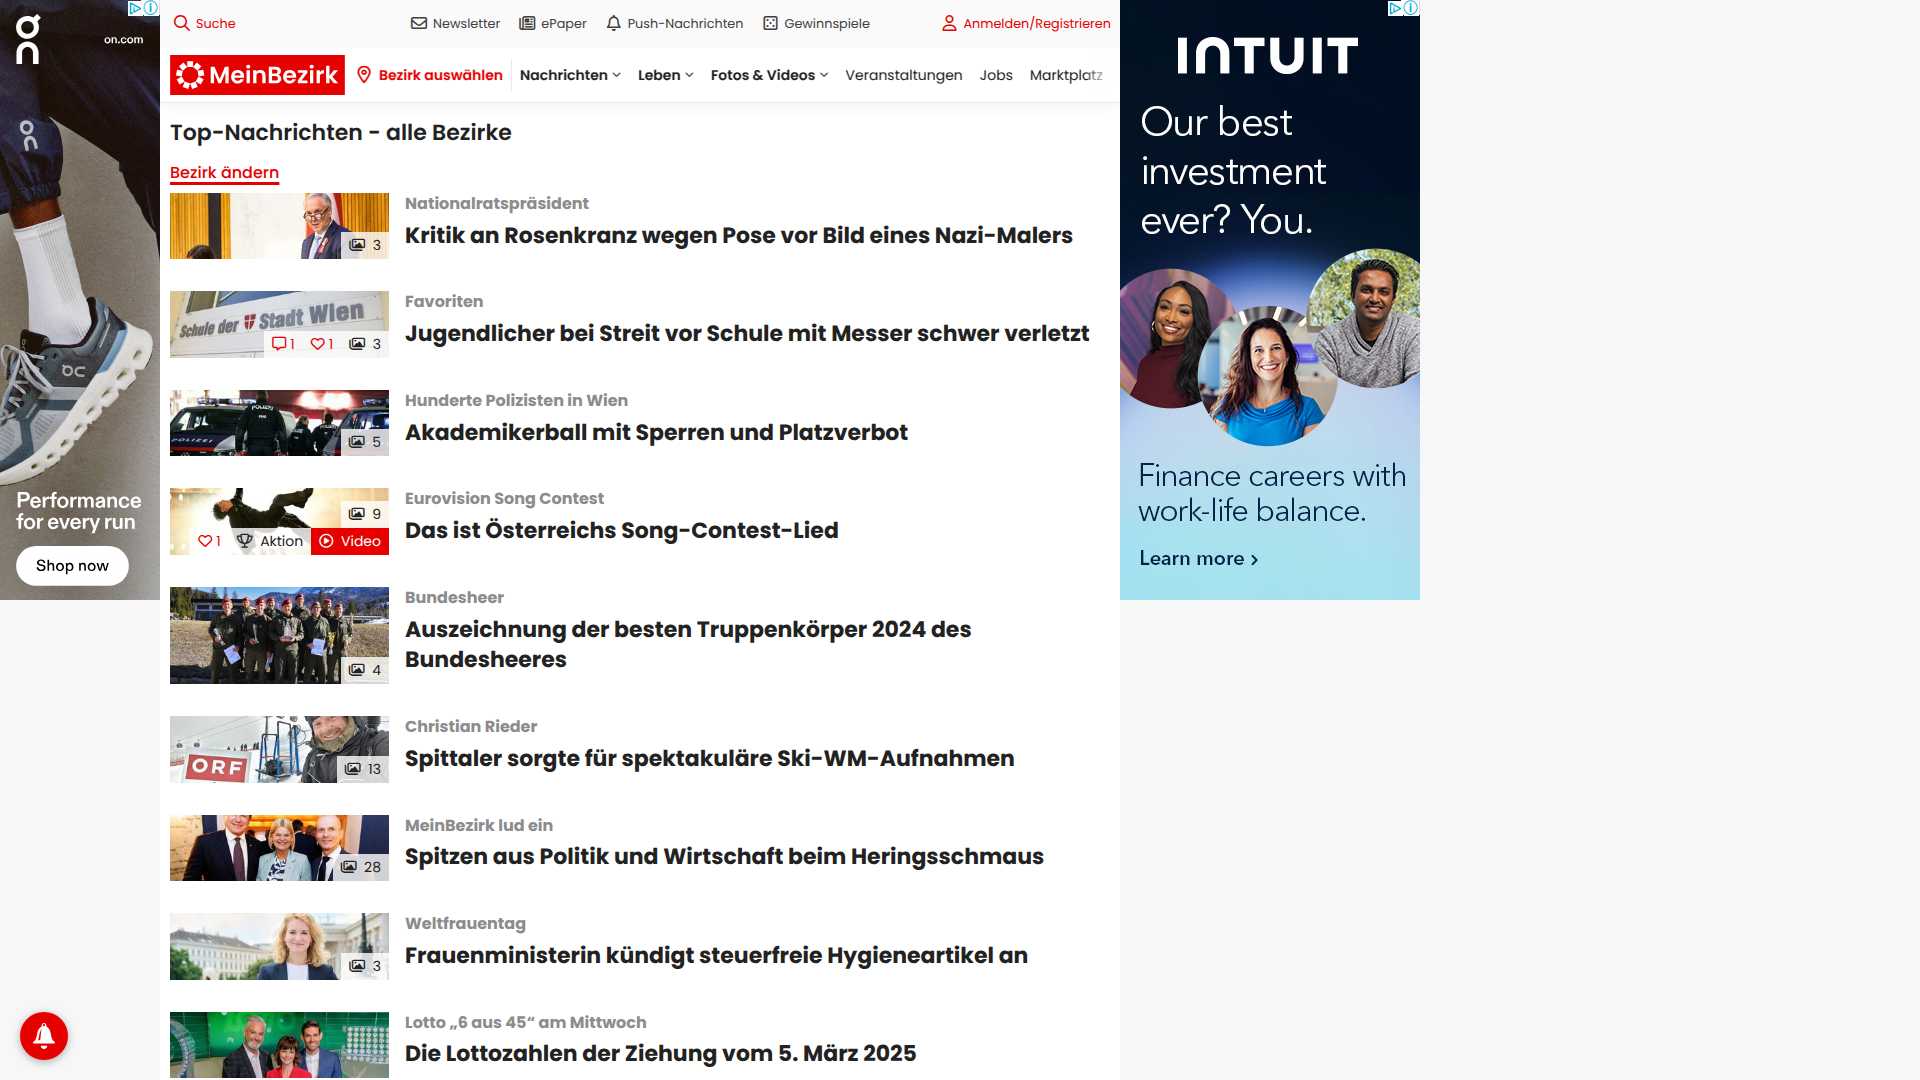 on.com
Performance
for every run
Shop now
Suche
Newsletter
ePaper
Push-Nachrichten
Gewinnspiele
Anmelden/Registrieren
MeinBezirk
Bezirk auswählen
Nachrichten
Leben
Fotos & Videos
Veranstaltungen
Jobs
Marktplatz
Top-Nachrichten - alle Bezirke
Bezirk ändern
3
Nationalratspräsident
Kritik an Rosenkranz wegen Pose vor Bild eines Nazi-Malers
Schule der Stadt Wien
1
1
3
Favoriten
Jugendlicher bei Streit vor Schule mit Messer schwer verletzt
POLIZEI
5
Hunderte Polizisten in Wien
Akademikerball mit Sperren und Platzverbot
9
1
Aktion
Video
Eurovision Song Contest
Das ist Österreichs Song-Contest-Lied
4
Bundesheer
Auszeichnung der besten Truppenkörper 2024 des
Bundesheeres
ORF
13
Christian Rieder
Spittaler sorgte für spektakuläre Ski-WM-Aufnahmen
28
MeinBezirk lud ein
Spitzen aus Politik und Wirtschaft beim Heringsschmaus
3
Weltfrauentag
Frauenministerin kündigt steuerfreie Hygieneartikel an
Lotto „6 aus 45“ am Mittwoch
Die Lottozahlen der Ziehung vom 5. März 2025
INTUIT
Our best
investment
ever? You.
Finance careers with
work-life balance.
Learn more